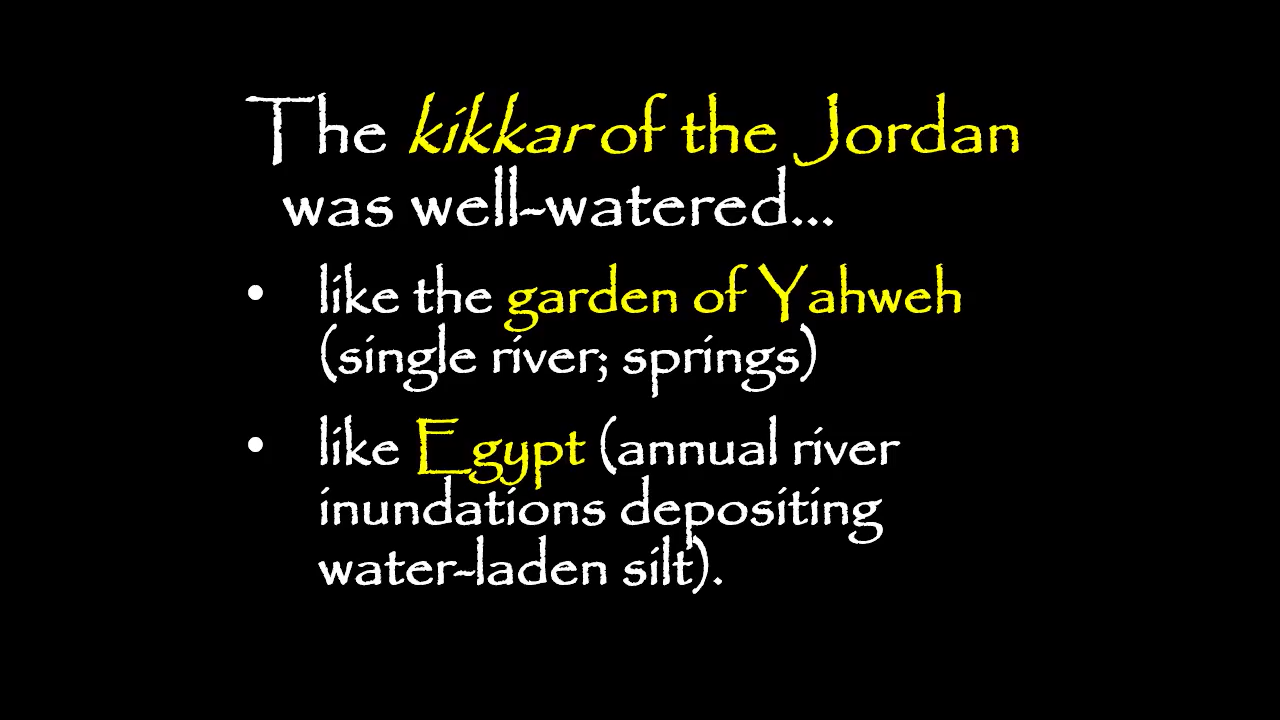 The kikkar of the Jordan
was well-watered...
• like the garden of Yahweh
(single river; springs)
• like Egypt (annual river
inundations depositing
water-laden silt).